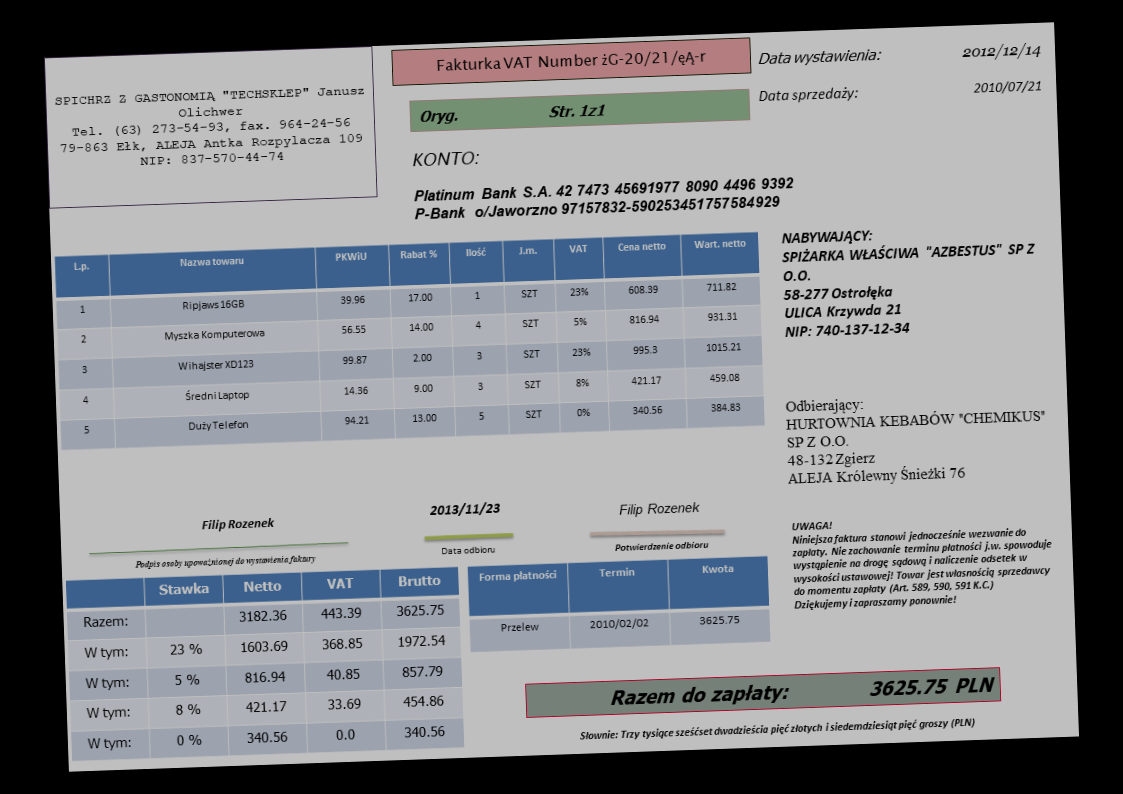 SPICHRZ Z GASTONOMIĄ "TECHSKLEP" Janusz
Olichwer
Tel. (63) 273-54-93, fax. 964-24-56
79-863 Ełk, ALEJA Antka Rozpylacza 109
NIP: 837-570-44-74
Fakturka VAT Number żG-20/21/ęĄ-r
Oryg. Str. 1z1
Data wystawienia: 2012/12/14
Data sprzedaży: 2010/07/21
KONTO:
Platinum Bank S.A. 42 7473 45691977 8090 4496 9392
P-Bank o/Jaworzno 97157832-590253451757584929
NABYWAJĄCY:
SPIŻARKA WŁAŚCIWA "AZBESTUS" SP Z
O.O.
58-277 Ostrołęka
ULICA Krzywda 21
NIP: 740-137-12-34
L.p. Nazwa towaru PKWiU Rabat % Ilość J.m. VAT Cena netto Wart. netto
1 Ripjaws 16GB 39.96 17.00 1 SZT 23% 608.39 711.82
2 Myszka Komputerowa 56.55 14.00 4 SZT 5% 816.94 931.31
3 Wihajster XD123 99.87 2.00 3 SZT 23% 995.3 1015.21
4 Średni Laptop 14.36 9.00 3 SZT 8% 421.17 459.08
5 Duży Telefon 94.21 13.00 5 SZT 0% 340.56 384.83
Odbierający:
HURTOWNIA KEBABÓW "CHEMIKUS"
SP Z O.O.
48-132 Zgierz
ALEJA Królewny Śnieżki 76
Filip Rozenek
Podpis osoby upoważnionej do wystawienia faktury
2013/11/23
Data odbioru
Filip Rozenek
Potwierdzenie odbioru
UWAGA!
Niniejsza faktura stanowi jednocześnie wezwanie do
zapłaty. Nie zachowanie terminu płatności j.w. spowoduje
wystąpienie na drogę sądową i naliczenie odsetek w
wysokości ustawowej! Towar jest własnością sprzedawcy
do momentu zapłaty (Art. 589, 590, 591 K.C.)
Dziękujemy i zapraszamy ponownie!
Stawka Netto VAT Brutto
Razem: 3182.36 443.39 3625.75
W tym: 23 % 1603.69 368.85 1972.54
W tym: 5 % 816.94 40.85 857.79
W tym: 8 % 421.17 33.69 454.86
W tym: 0 % 340.56 0.0 340.56
Forma płatności Termin Kwota
Przelew 2010/02/02 3625.75
Razem do zapłaty: 3625.75 PLN
Słownie: Trzy tysiące sześćset dwadzieścia pięć złotych i siedemdziesiąt pięć groszy (PLN)